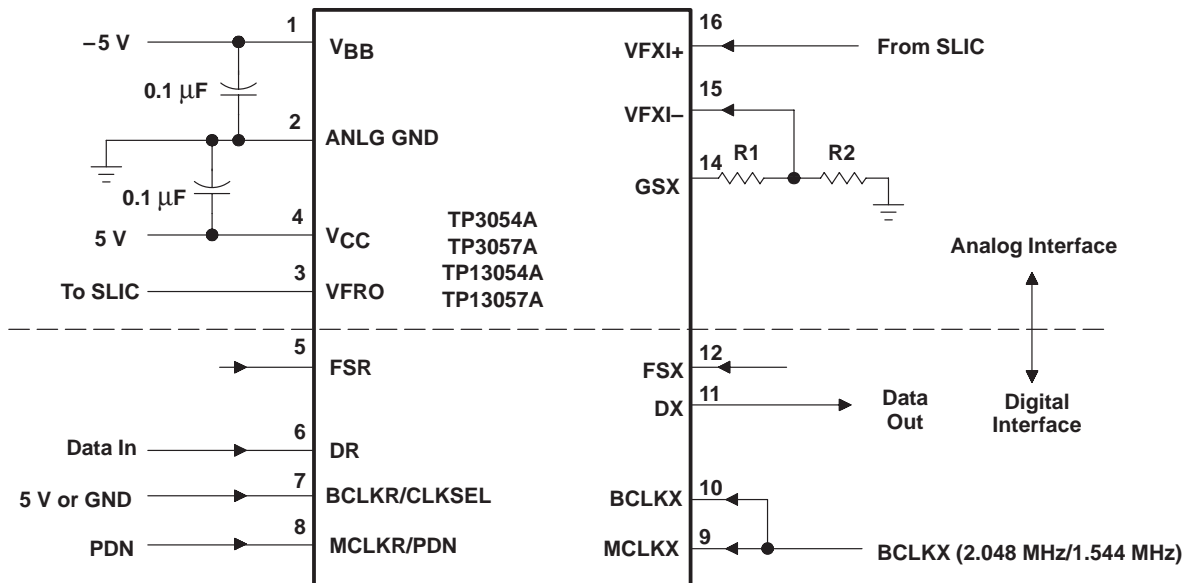 –5 V
1
VBB
0.1 μF
2
ANLG GND
0.1 μF
4
5 V
VCC
3
To SLIC
VFRO
TP3054A
TP3057A
TP13054A
TP13057A
16
VFXI+
From SLIC
15
VFXI–
R1
R2
14
GSX
Analog Interface
5
FSR
12
FSX
11
DX
Data
Out
Digital
Interface
6
Data In
DR
7
5 V or GND
BCLKR/CLKSEL
8
PDN
MCLKR/PDN
10
BCLKX
9
MCLKX
BCLKX (2.048 MHz/1.544 MHz)